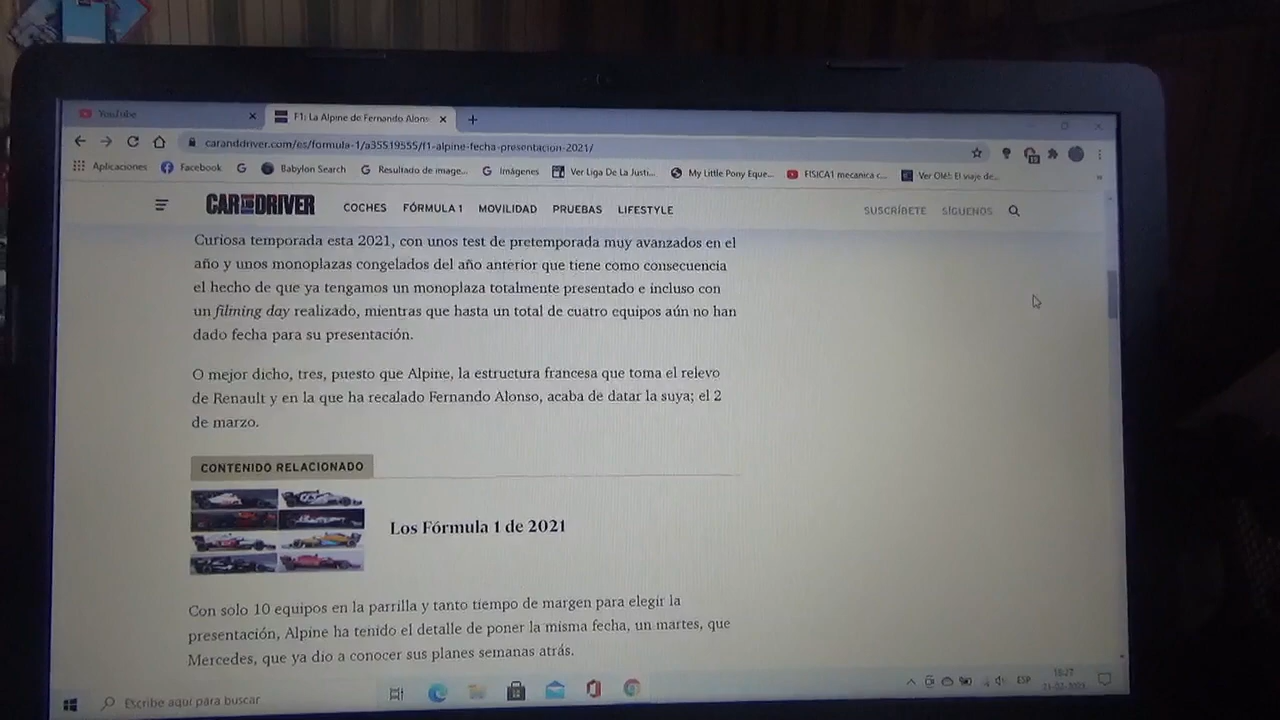 YouTube
F1: La Alpine de Fernando Alons
caranddriver.com/es/formula-1/a35519555/f1-alpine-fecha-presentacion-2021/
Aplicaciones
Facebook
Babylon Search
Resultado de image...
Imágenes
Ver Liga De La Justi...
My Little Pony Eque...
FISICA1 mecanica c...
Ver Olé!: El viaje de...
CAR AND DRIVER
COCHES FÓRMULA 1 MOVILIDAD PRUEBAS LIFESTYLE
SUSCRÍBETE SÍGUENOS
Curiosa temporada esta 2021, con unos test de pretemporada muy avanzados en el
año y unos monoplazas congelados del año anterior que tiene como consecuencia
el hecho de que ya tengamos un monoplaza totalmente presentado e incluso con
un filming day realizado, mientras que hasta un total de cuatro equipos aún no han
dado fecha para su presentación.
O mejor dicho, tres, puesto que Alpine, la estructura francesa que toma el relevo
de Renault y en la que ha recalado Fernando Alonso, acaba de datar la suya; el 2
de marzo.
CONTENIDO RELACIONADO
Los Fórmula 1 de 2021
Con solo 10 equipos en la parrilla y tanto tiempo de margen para elegir la
presentación, Alpine ha tenido el detalle de poner la misma fecha, un martes, que
Mercedes, que ya dio a conocer sus planes semanas atrás.
Escribe aquí para buscar
ESP